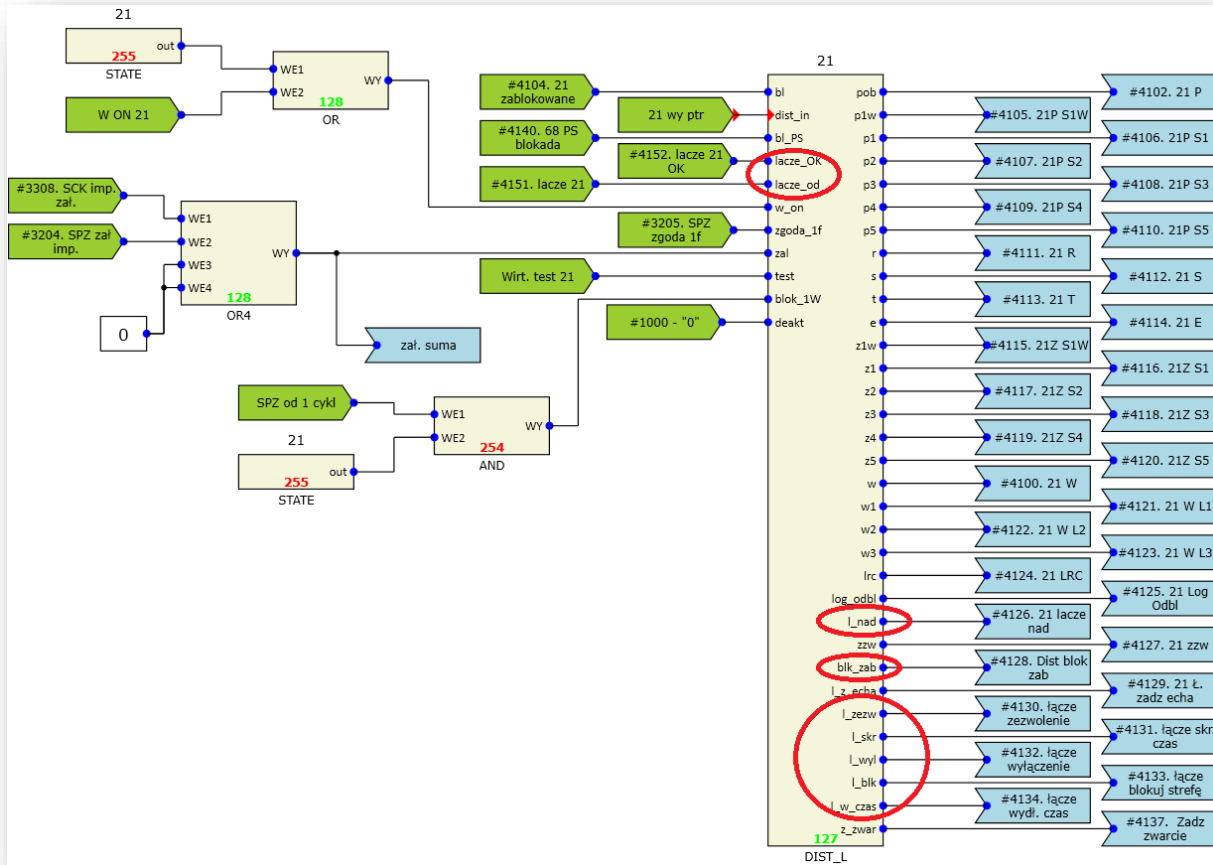 21
out
255
STATE
W ON 21
WE1
WE2
WY
128
OR
#3308. SCK imp. zał.
#3204. SPZ zał imp.
WE1
WE2
WE3
WE4
WY
128
OR4
0
zał. suma
SPZ od 1 cykl
21
out
255
STATE
WE1
WE2
WY
254
AND
#4104. 21 zablokowane
21 wy ptr
#4140. 68 PS blokada
#4152. lacze 21 OK
#4151. lacze 21
#3205. SPZ zgoda 1f
Wirt. test 21
#1000 - "0"
21
bl
dist_in
bl_PS
lacze_OK
lacze_od
w_on
zgoda_1f
zal
test
blok_1W
deakt
pob
p1w
p1
p2
p3
p4
p5
r
s
t
e
z1w
z1
z2
z3
z4
z5
w
w1
w2
w3
lrc
log_odbl
l_nad
zzw
blk_zab
l_z_echa
l_zezw
l_skr
l_wyl
l_blk
l_w_czas
z_zwar
127
DIST_L
#4102. 21 P
#4105. 21P S1W
#4106. 21P S1
#4107. 21P S2
#4108. 21P S3
#4109. 21P S4
#4110. 21P S5
#4111. 21 R
#4112. 21 S
#4113. 21 T
#4114. 21 E
#4115. 21Z S1W
#4116. 21Z S1
#4117. 21Z S2
#4118. 21Z S3
#4119. 21Z S4
#4120. 21Z S5
#4100. 21 W
#4121. 21 W L1
#4122. 21 W L2
#4123. 21 W L3
#4124. 21 LRC
#4125. 21 Log Odbl
#4126. 21 lacze nad
#4127. 21 zzw
#4128. Dist blok zab
#4129. 21 Ł. zadz echa
#4130. łącze zezwolenie
#4131. łącze skr. czas
#4132. łącze wyłączenie
#4133. łącze blokuj strefę
#4134. łącze wydł. czas
#4137. Zadz zwarcie